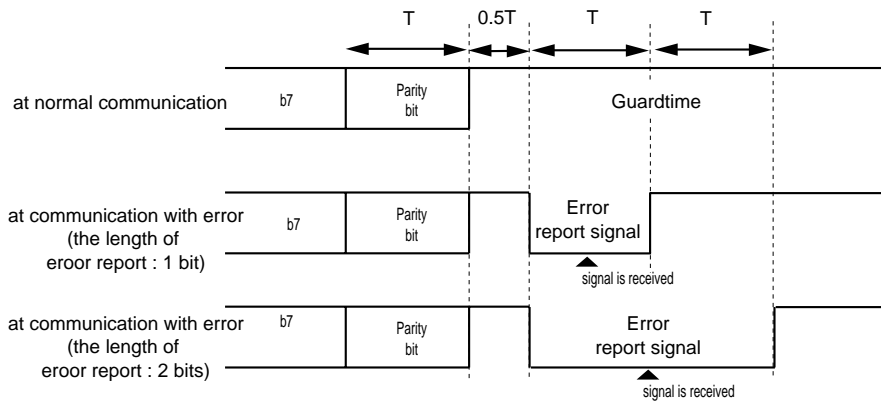 T
0.5T
T
T
at normal communication
b7
Parity
bit
Guardtime
at communication with error
(the length of
eroor report : 1 bit)
b7
Parity
bit
Error
report signal
signal is received
at communication with error
(the length of
eroor report : 2 bits)
b7
Parity
bit
Error
report signal
signal is received